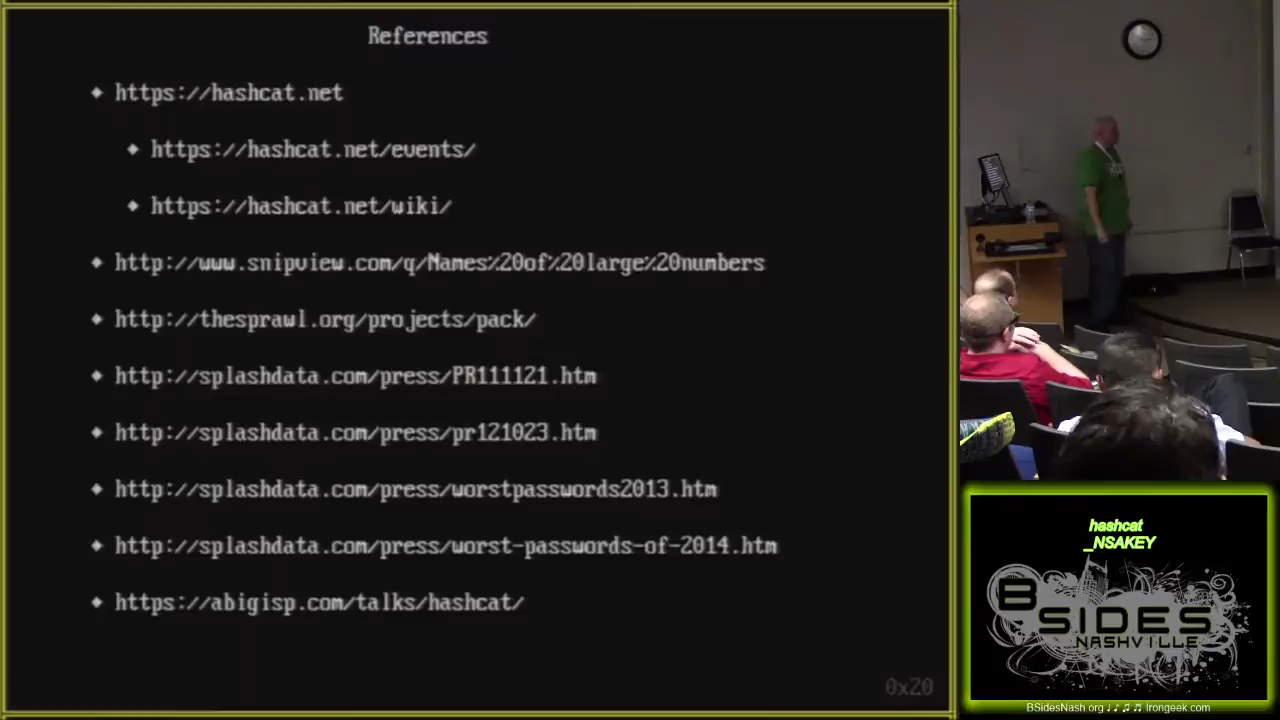 References
◆ https://hashcat.net
◆ https://hashcat.net/events/
◆ https://hashcat.net/wiki/
◆ http://www.snipview.com/q/Names%20of%20large%20numbers
◆ http://thesprawl.org/projects/pack/
◆ http://splashdata.com/press/PR111121.htm
◆ http://splashdata.com/press/pr121023.htm
◆ http://splashdata.com/press/worstpasswords2013.htm
◆ http://splashdata.com/press/worst-passwords-of-2014.htm
◆ https://abigisp.com/talks/hashcat/
0x20
hashcat
_NSAKEY
BSIDES
NASHVILLE
BSidesNash.org ♩♪♫♬ Irongeek.com